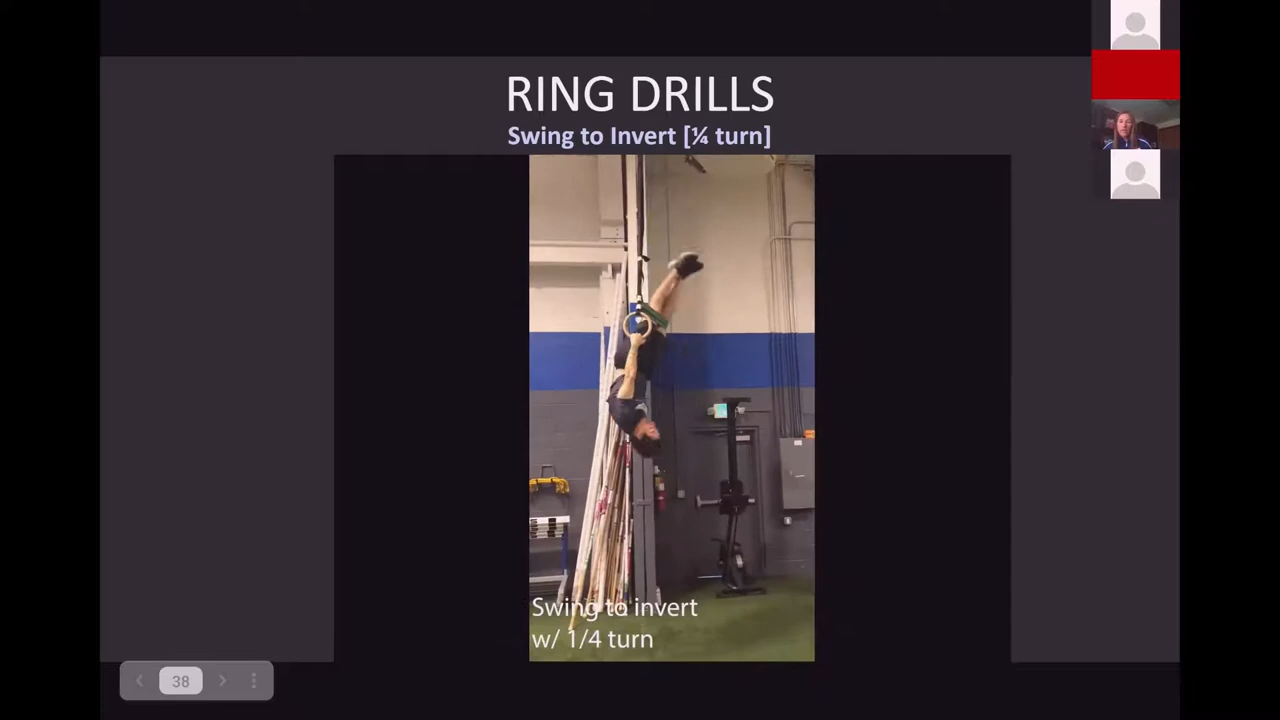 RING DRILLS
Swing to Invert [¼ turn]
Swing to invert
w/ 1/4 turn
38